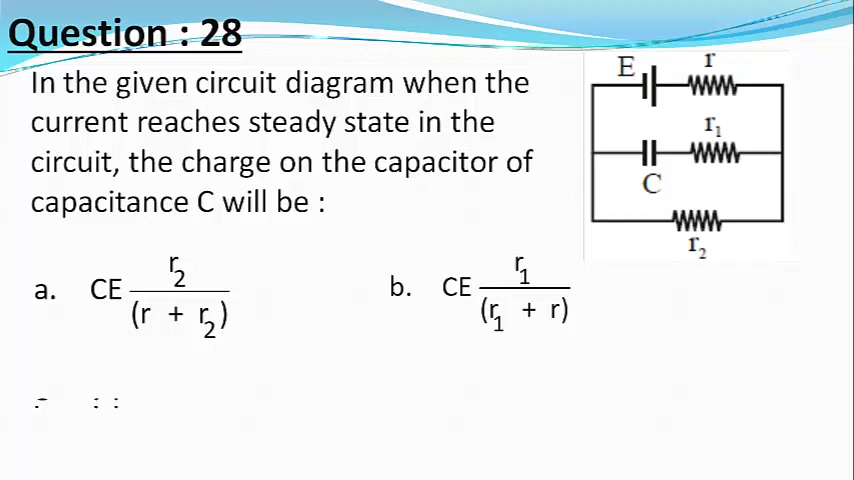 Question : 28
In the given circuit diagram when the
current reaches steady state in the
circuit, the charge on the capacitor of
capacitance C will be :
E r
r₁
C
r₂
a. CE r₂ / (r + r₂)
b. CE r₁ / (r₁ + r)